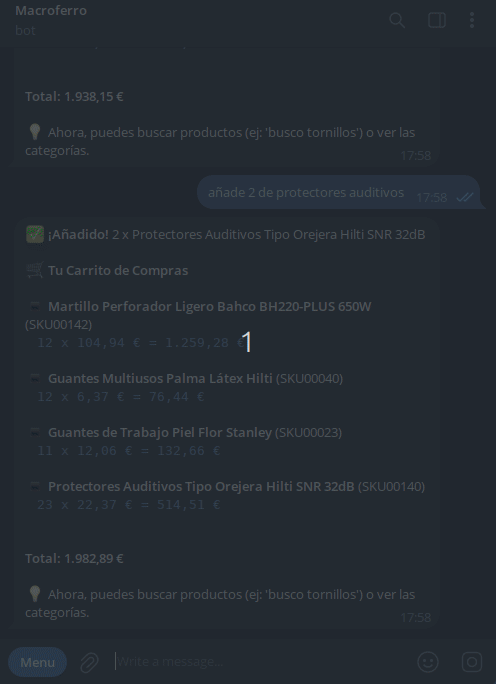 Macroferro
bot
Total: 1.938,15 €
💡 Ahora, puedes buscar productos (ej: 'busco tornillos') o ver las
categorías.
17:58
añade 2 de protectores auditivos 17:58
✅ ¡Añadido! 2 x Protectores Auditivos Tipo Orejera Hilti SNR 32dB
🛒 Tu Carrito de Compras
Martillo Perforador Ligero Bahco BH220-PLUS 650W
(SKU00142)
12 x 104,94 € = 1.259,28 €
1
Guantes Multiusos Palma Látex Hilti (SKU00040)
12 x 6,37 € = 76,44 €
Guantes de Trabajo Piel Flor Stanley (SKU00023)
11 x 12,06 € = 132,66 €
Protectores Auditivos Tipo Orejera Hilti SNR 32dB (SKU00140)
23 x 22,37 € = 514,51 €
Total: 1.982,89 €
💡 Ahora, puedes buscar productos (ej: 'busco tornillos') o ver las
categorías.
17:58
Menu
Write a message...